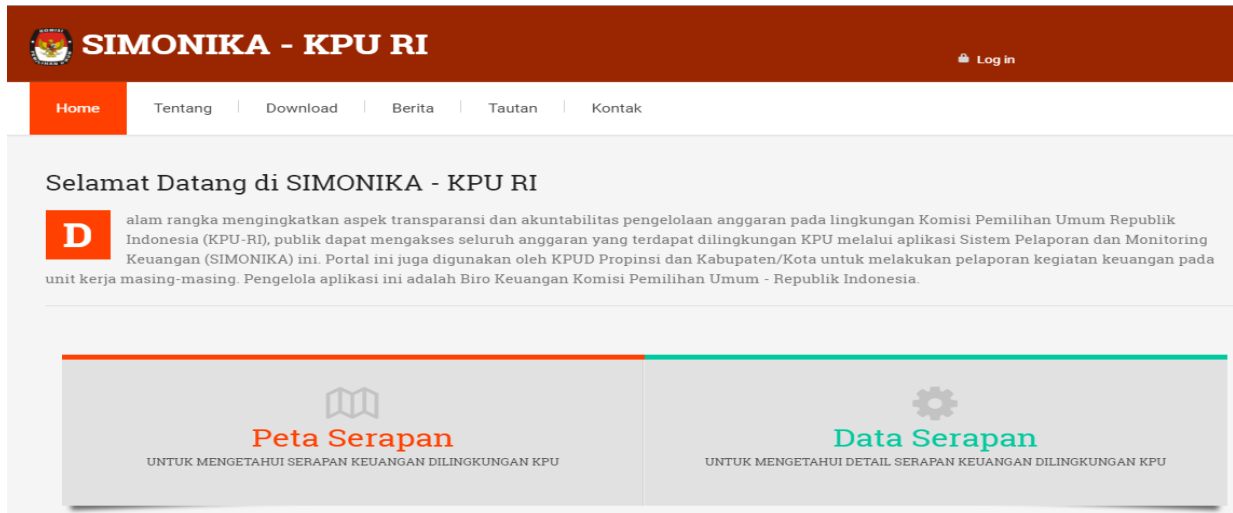 SIMONIKA - KPU RI
Log in
Home
Tentang
Download
Berita
Tautan
Kontak
Selamat Datang di SIMONIKA - KPU RI
Dalam rangka mengingkatkan aspek transparansi dan akuntabilitas pengelolaan anggaran pada lingkungan Komisi Pemilihan Umum Republik
Indonesia (KPU-RI), publik dapat mengakses seluruh anggaran yang terdapat dilingkungan KPU melalui aplikasi Sistem Pelaporan dan Monitoring
Keuangan (SIMONIKA) ini. Portal ini juga digunakan oleh KPUD Propinsi dan Kabupaten/Kota untuk melakukan pelaporan kegiatan keuangan pada
unit kerja masing-masing. Pengelola aplikasi ini adalah Biro Keuangan Komisi Pemilihan Umum - Republik Indonesia.
Peta Serapan
UNTUK MENGETAHUI SERAPAN KEUANGAN DILINGKUNGAN KPU
Data Serapan
UNTUK MENGETAHUI DETAIL SERAPAN KEUANGAN DILINGKUNGAN KPU